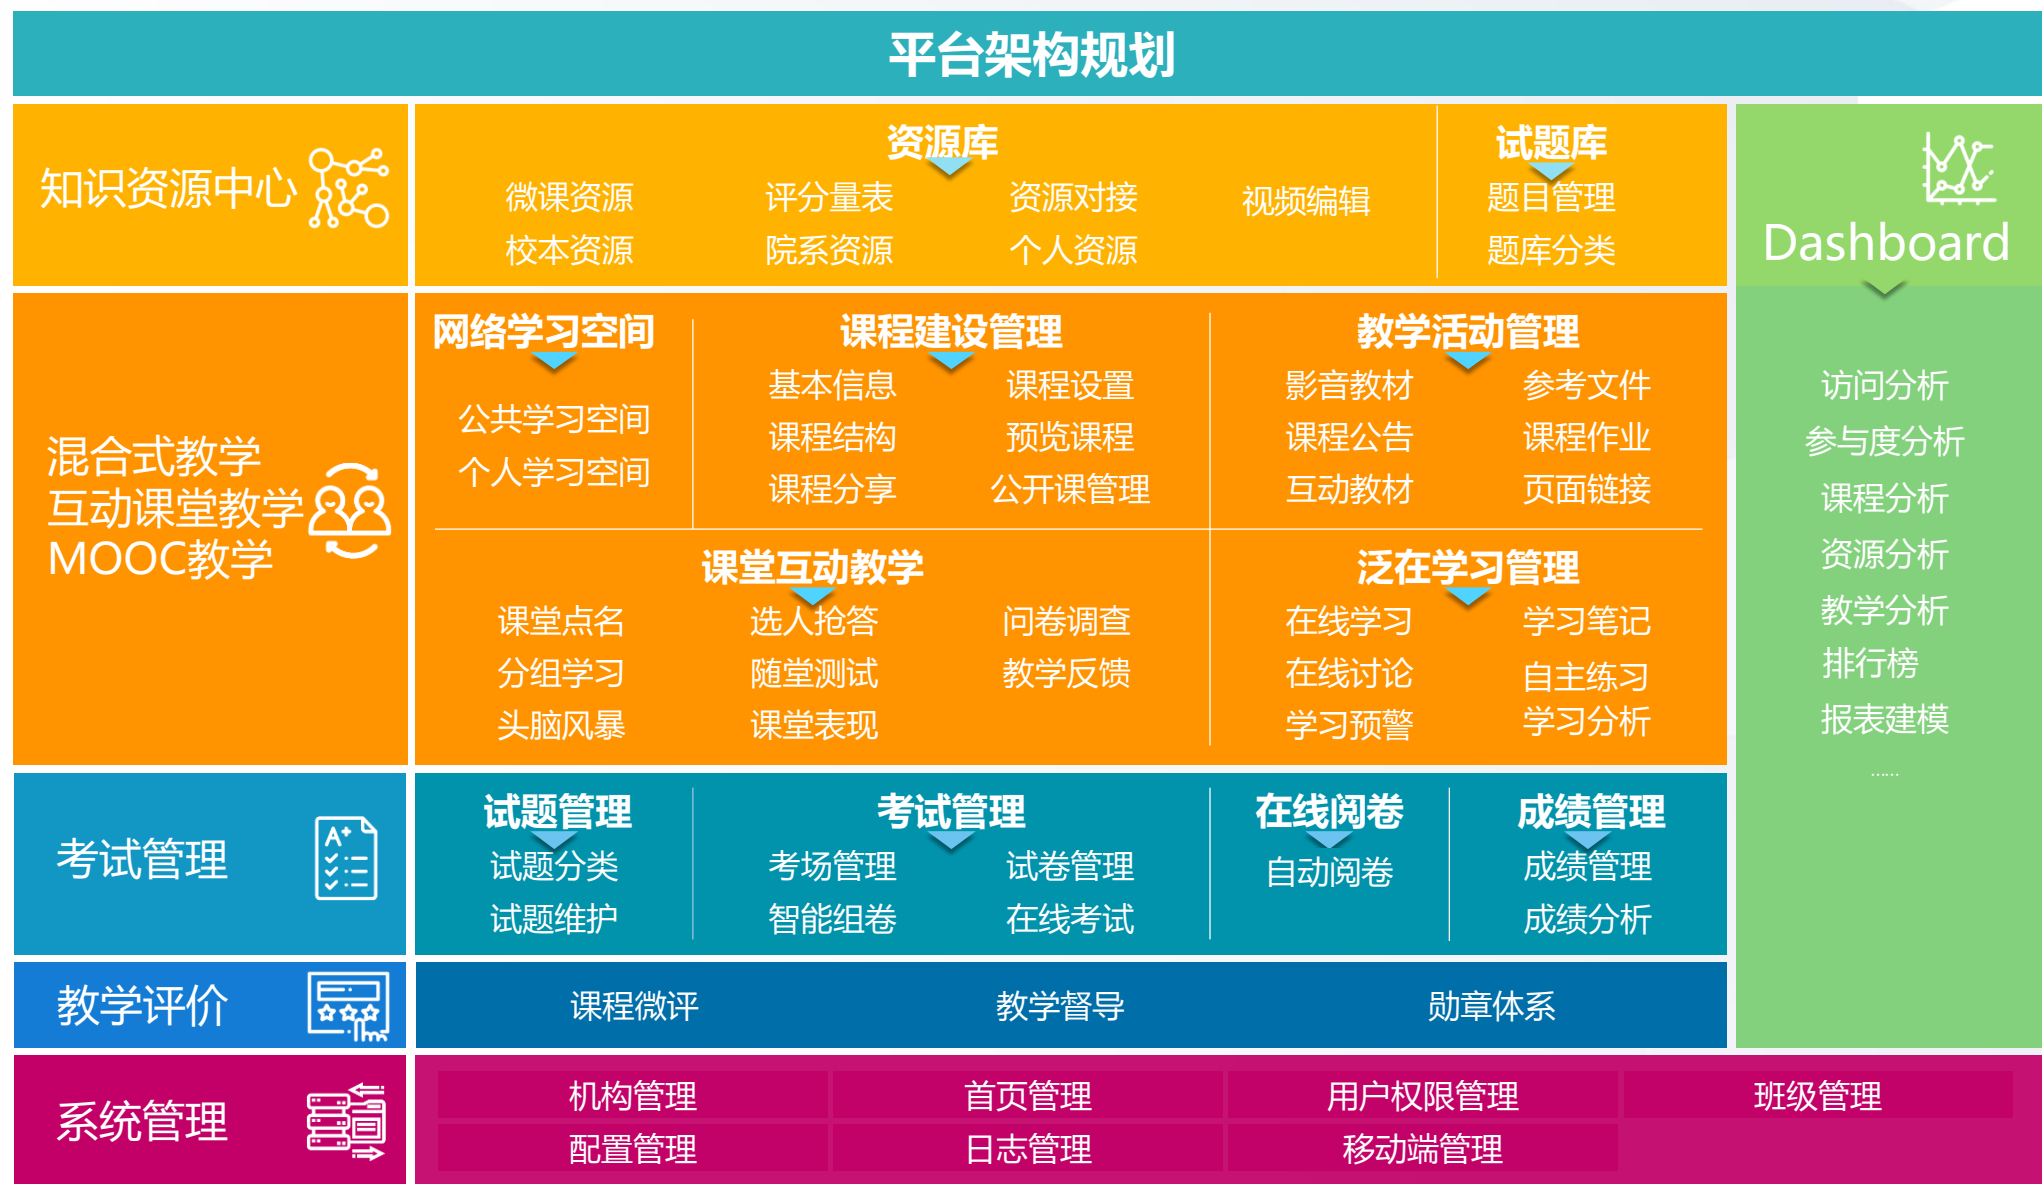 平台架构规划
知识资源中心
资源库
微课资源 评分量表 资源对接 视频编辑
校本资源 院系资源 个人资源
试题库
题目管理
题库分类
Dashboard
访问分析
参与度分析
课程分析
资源分析
教学分析
排行榜
报表建模
......
混合式教学
互动课堂教学
MOOC教学
网络学习空间
公共学习空间
个人学习空间
课程建设管理
基本信息 课程设置
课程结构 预览课程
课程分享 公开课管理
教学活动管理
影音教材 参考文件
课程公告 课程作业
互动教材 页面链接
课堂互动教学
课堂点名 选人抢答 问卷调查
分组学习 随堂测试 教学反馈
头脑风暴 课堂表现
泛在学习管理
在线学习 学习笔记
在线讨论 自主练习
学习预警 学习分析
考试管理
试题管理
试题分类
试题维护
考试管理
考场管理 试卷管理
智能组卷 在线考试
在线阅卷
自动阅卷
成绩管理
成绩管理
成绩分析
教学评价
课程微评 教学督导 勋章体系
系统管理
机构管理 首页管理 用户权限管理 班级管理
配置管理 日志管理 移动端管理